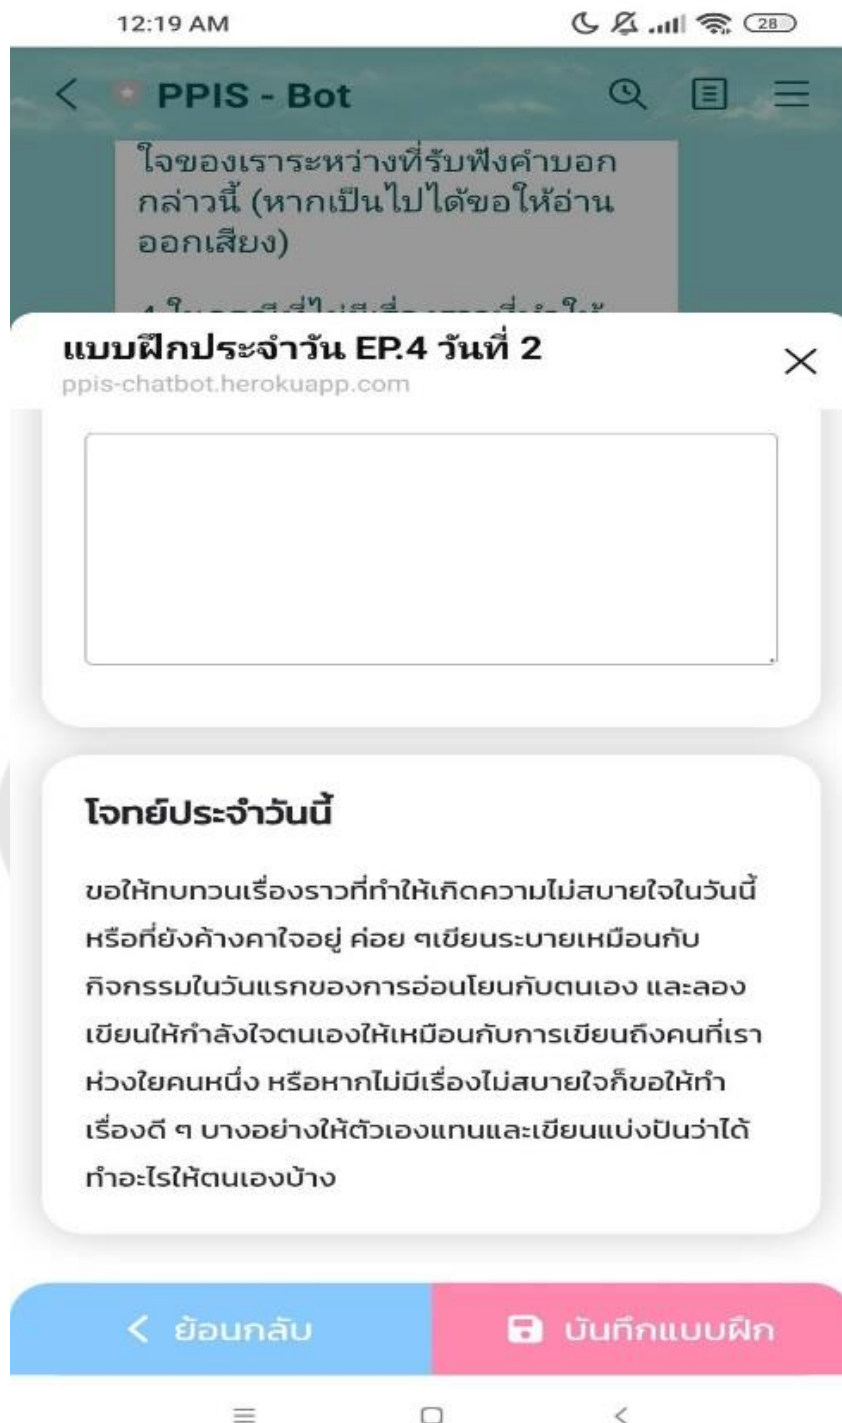 12:19 AM
28
PPIS - Bot
ใจของเราระหว่างที่รับฟังคำบอก
กล่าวนี้ (หากเป็นไปได้ขอให้อ่าน
ออกเสียง)
แบบฝึกประจำวัน EP.4 วันที่ 2
ppis-chatbot.herokuapp.com
โจทย์ประจำวันนี้
ขอให้ทบทวนเรื่องราวที่ทำให้เกิดความไม่สบายใจในวันนี้
หรือที่ยังค้างคาใจอยู่ ค่อย ๆเขียนระบายเหมือนกับ
กิจกรรมในวันแรกของการอ่อนโยนกับตนเอง และลอง
เขียนให้กำลังใจตนเองให้เหมือนกับการเขียนถึงคนที่เรา
ห่วงใยคนหนึ่ง หรือหากไม่มีเรื่องไม่สบายใจก็ขอให้ทำ
เรื่องดี ๆ บางอย่างให้ตัวเองแทนและเขียนแบ่งปันว่าได้
ทำอะไรให้ตนเองบ้าง
ย้อนกลับ
บันทึกแบบฝึก